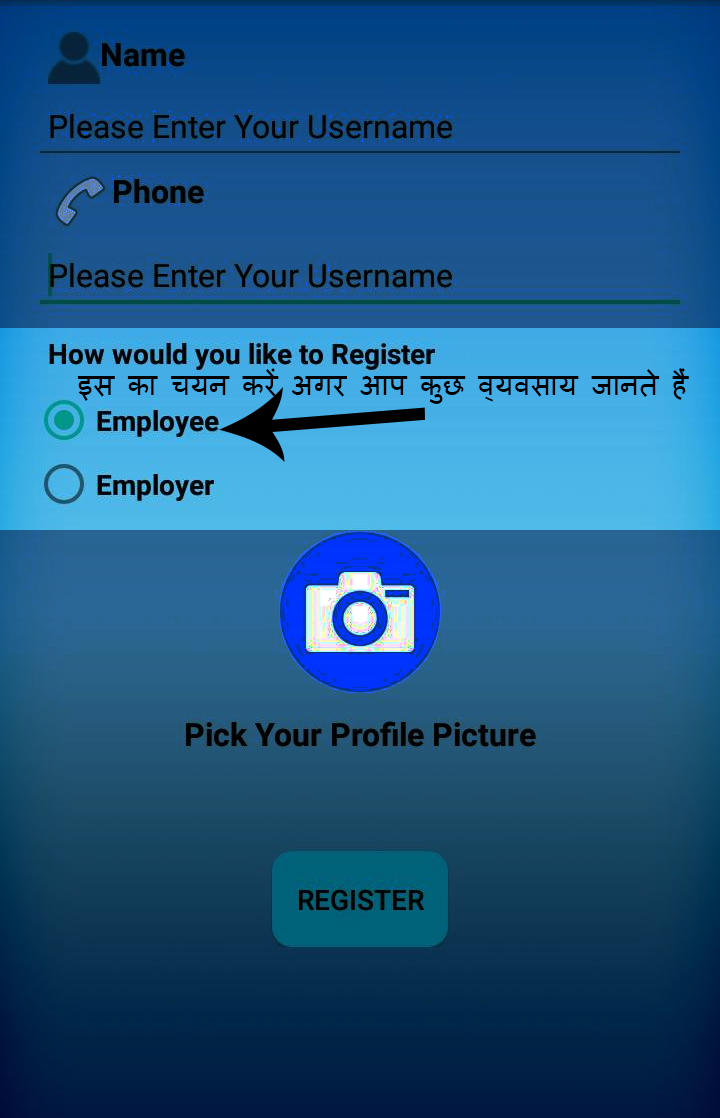 Name
Please Enter Your Username
Phone
Please Enter Your Username
How would you like to Register
इस का चयन करें अगर आप कुछ व्यवसाय जानते हैं
Employee
Employer
Pick Your Profile Picture
REGISTER